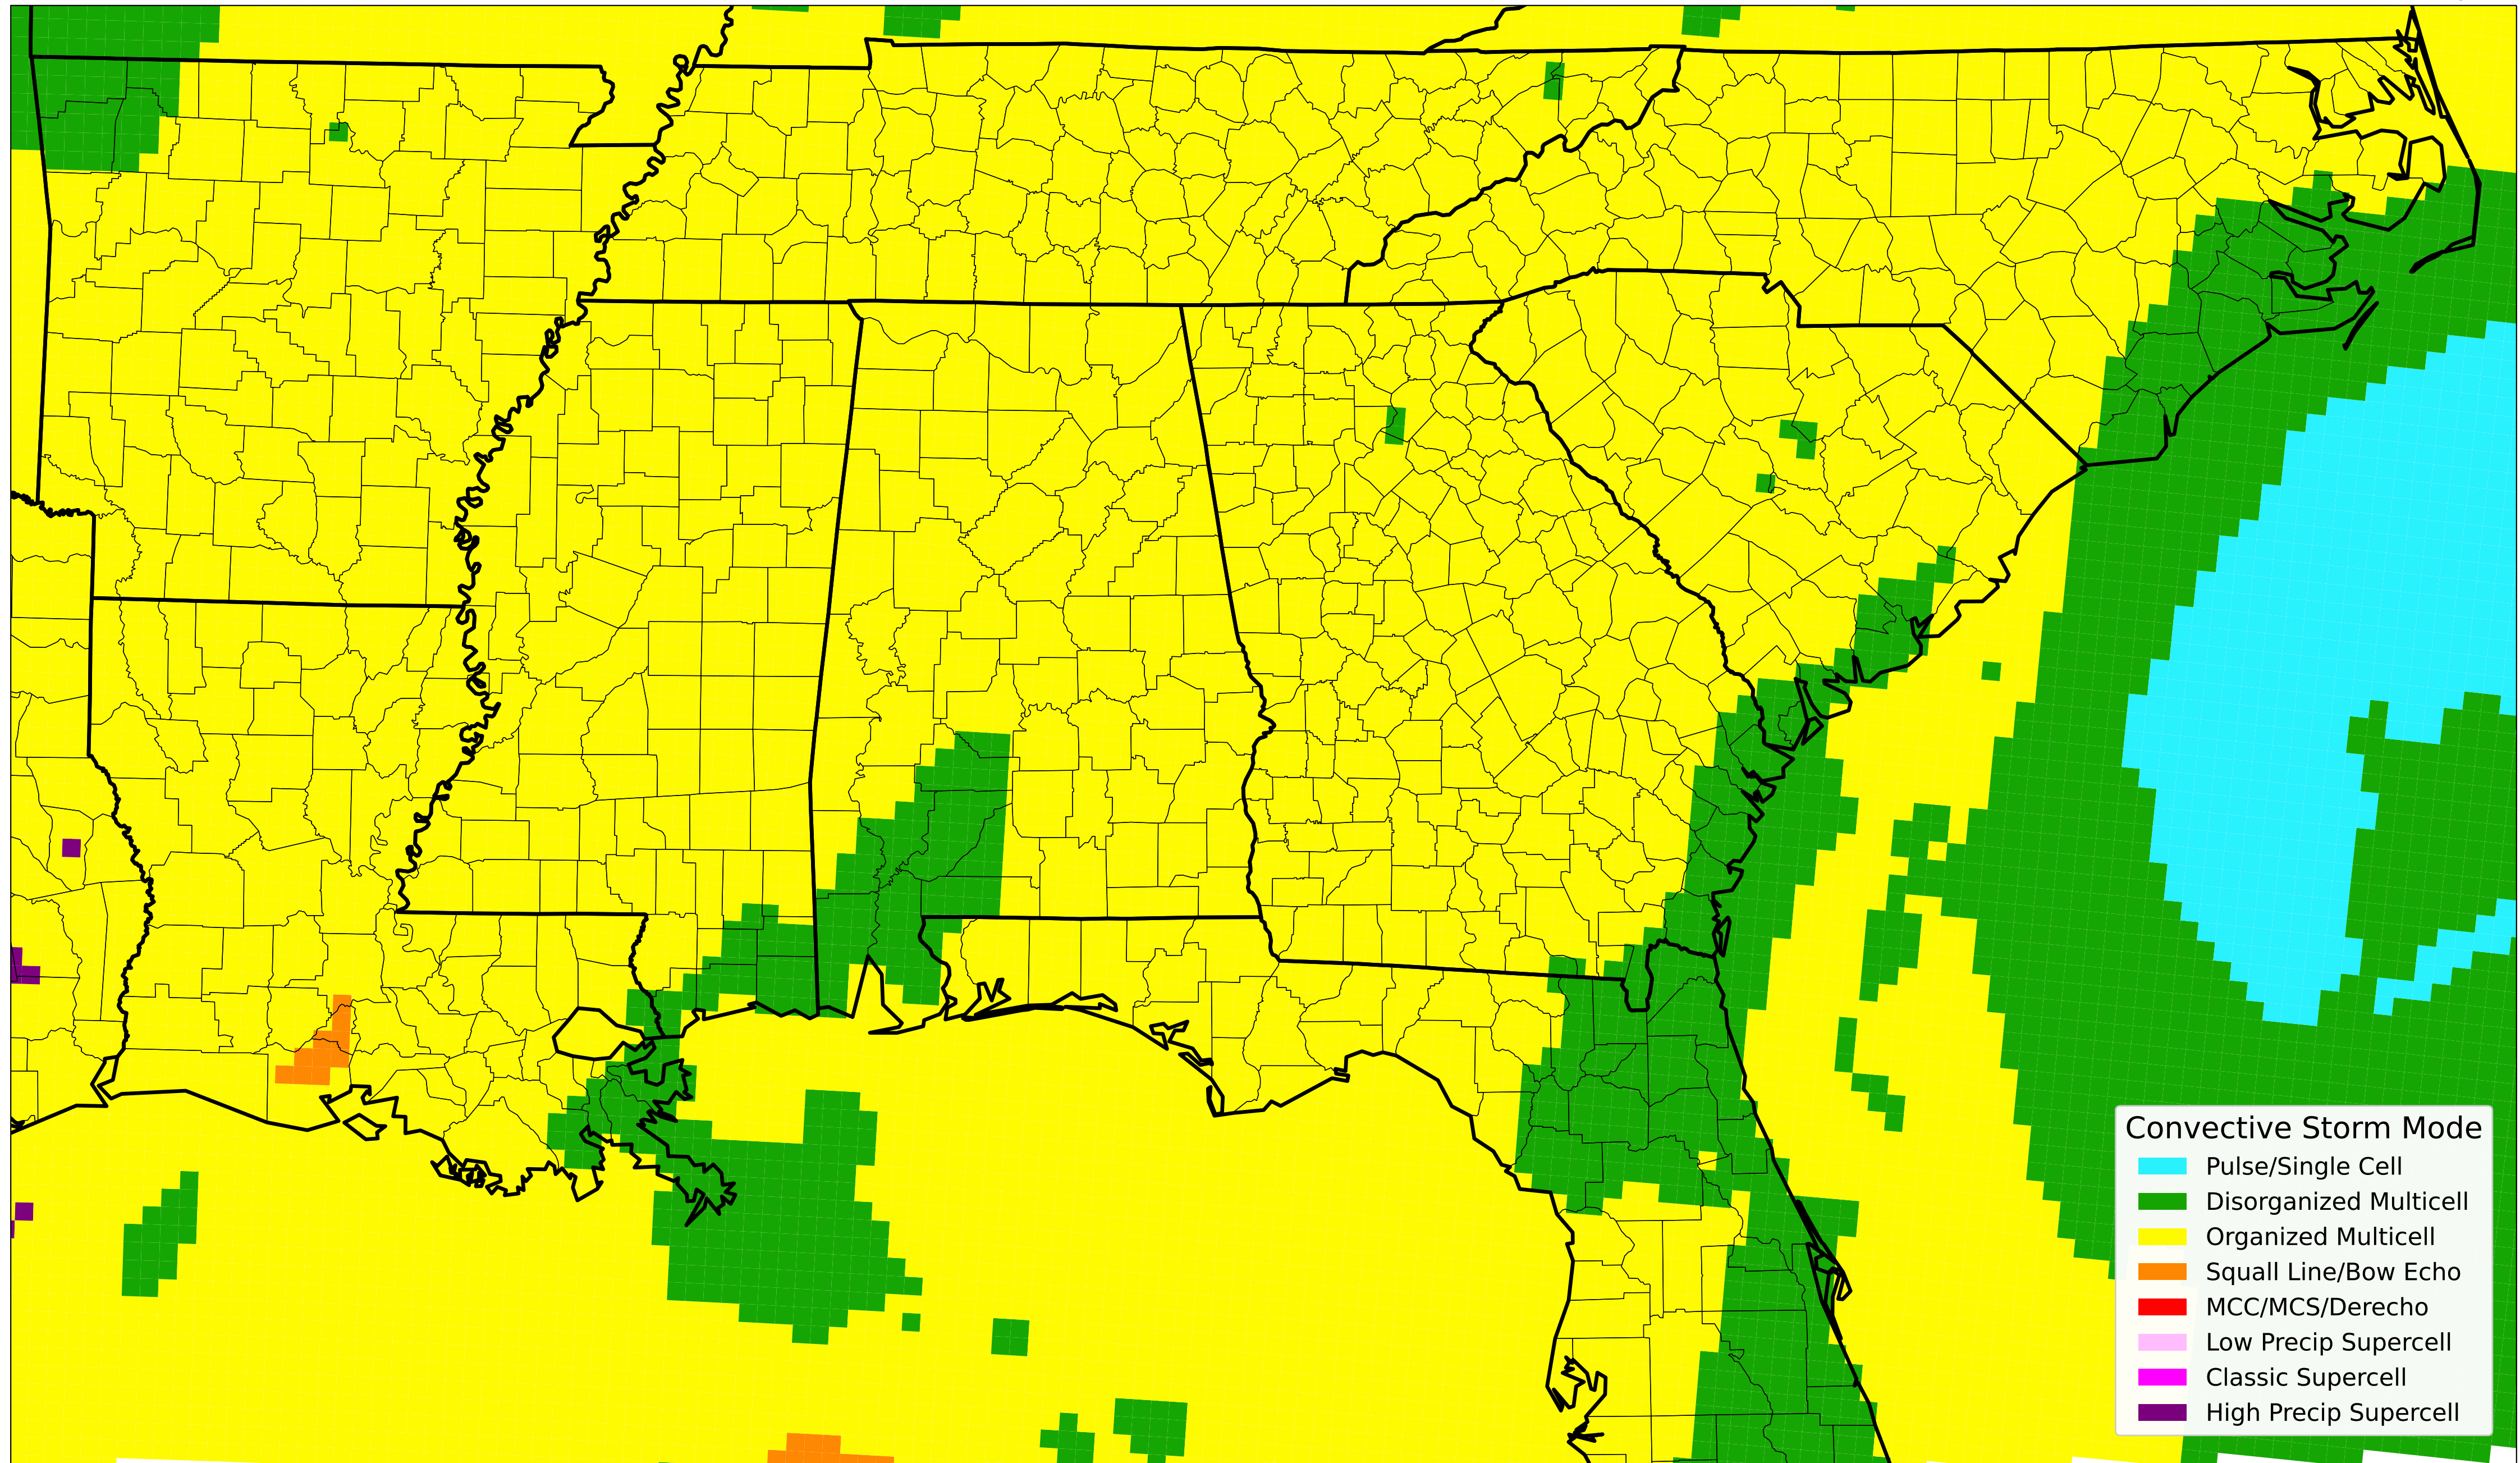 Convective Storm Mode
Pulse/Single Cell
Disorganized Multicell
Organized Multicell
Squall Line/Bow Echo
MCC/MCS/Derecho
Low Precip Supercell
Classic Supercell
High Precip Supercell